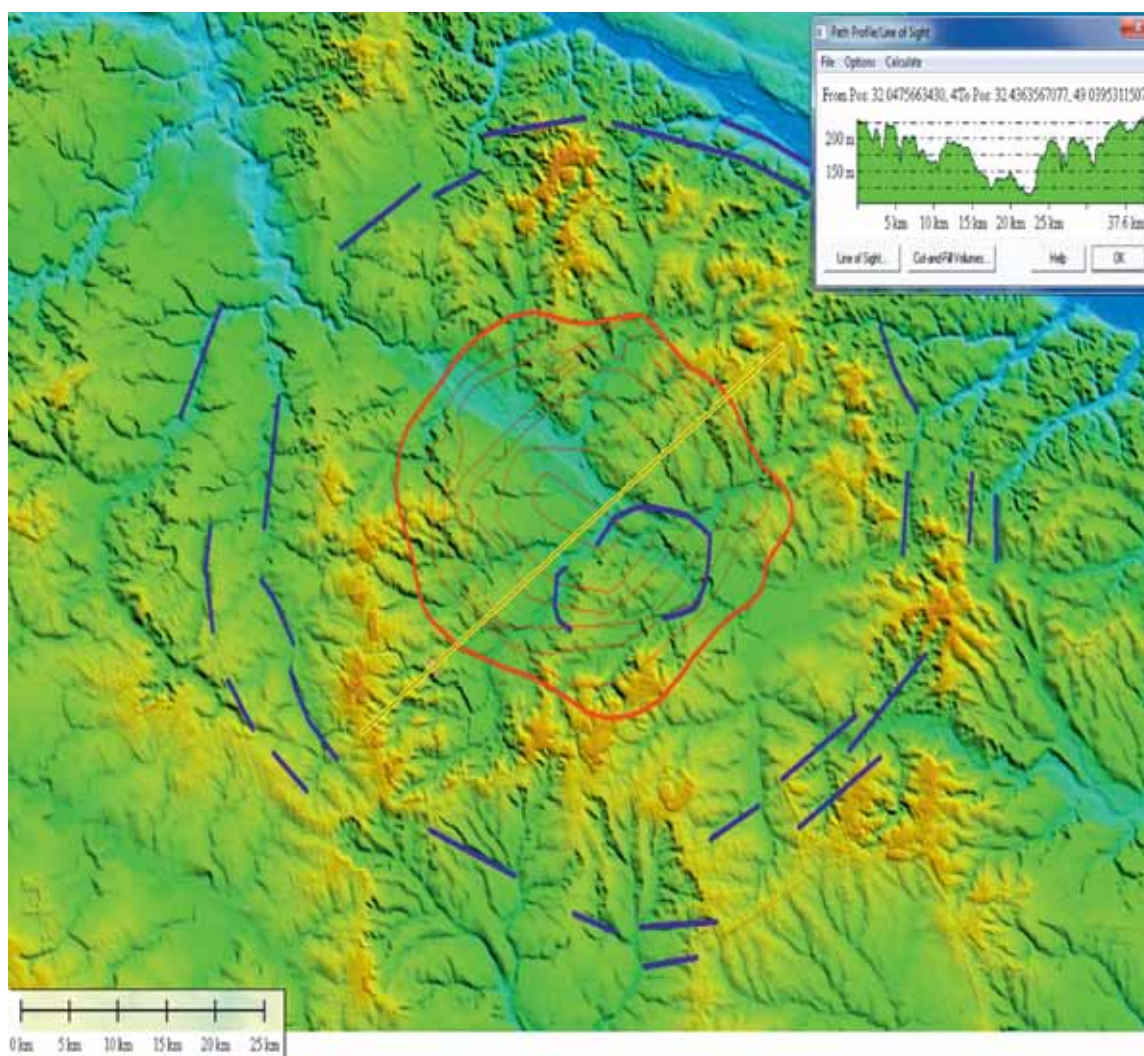 Path Profile/Line of Sight
File Options Calculate
From Pos: 32.0475663430, 4°To Pos: 32.4363567077, 49.0395311507
200 m
150 m
5 km 10 km 15 km 20 km 25 km 37.6 km
Line of Sight... Cut-and-Fill Volumes... Help OK
0 km 5 km 10 km 15 km 20 km 25 km